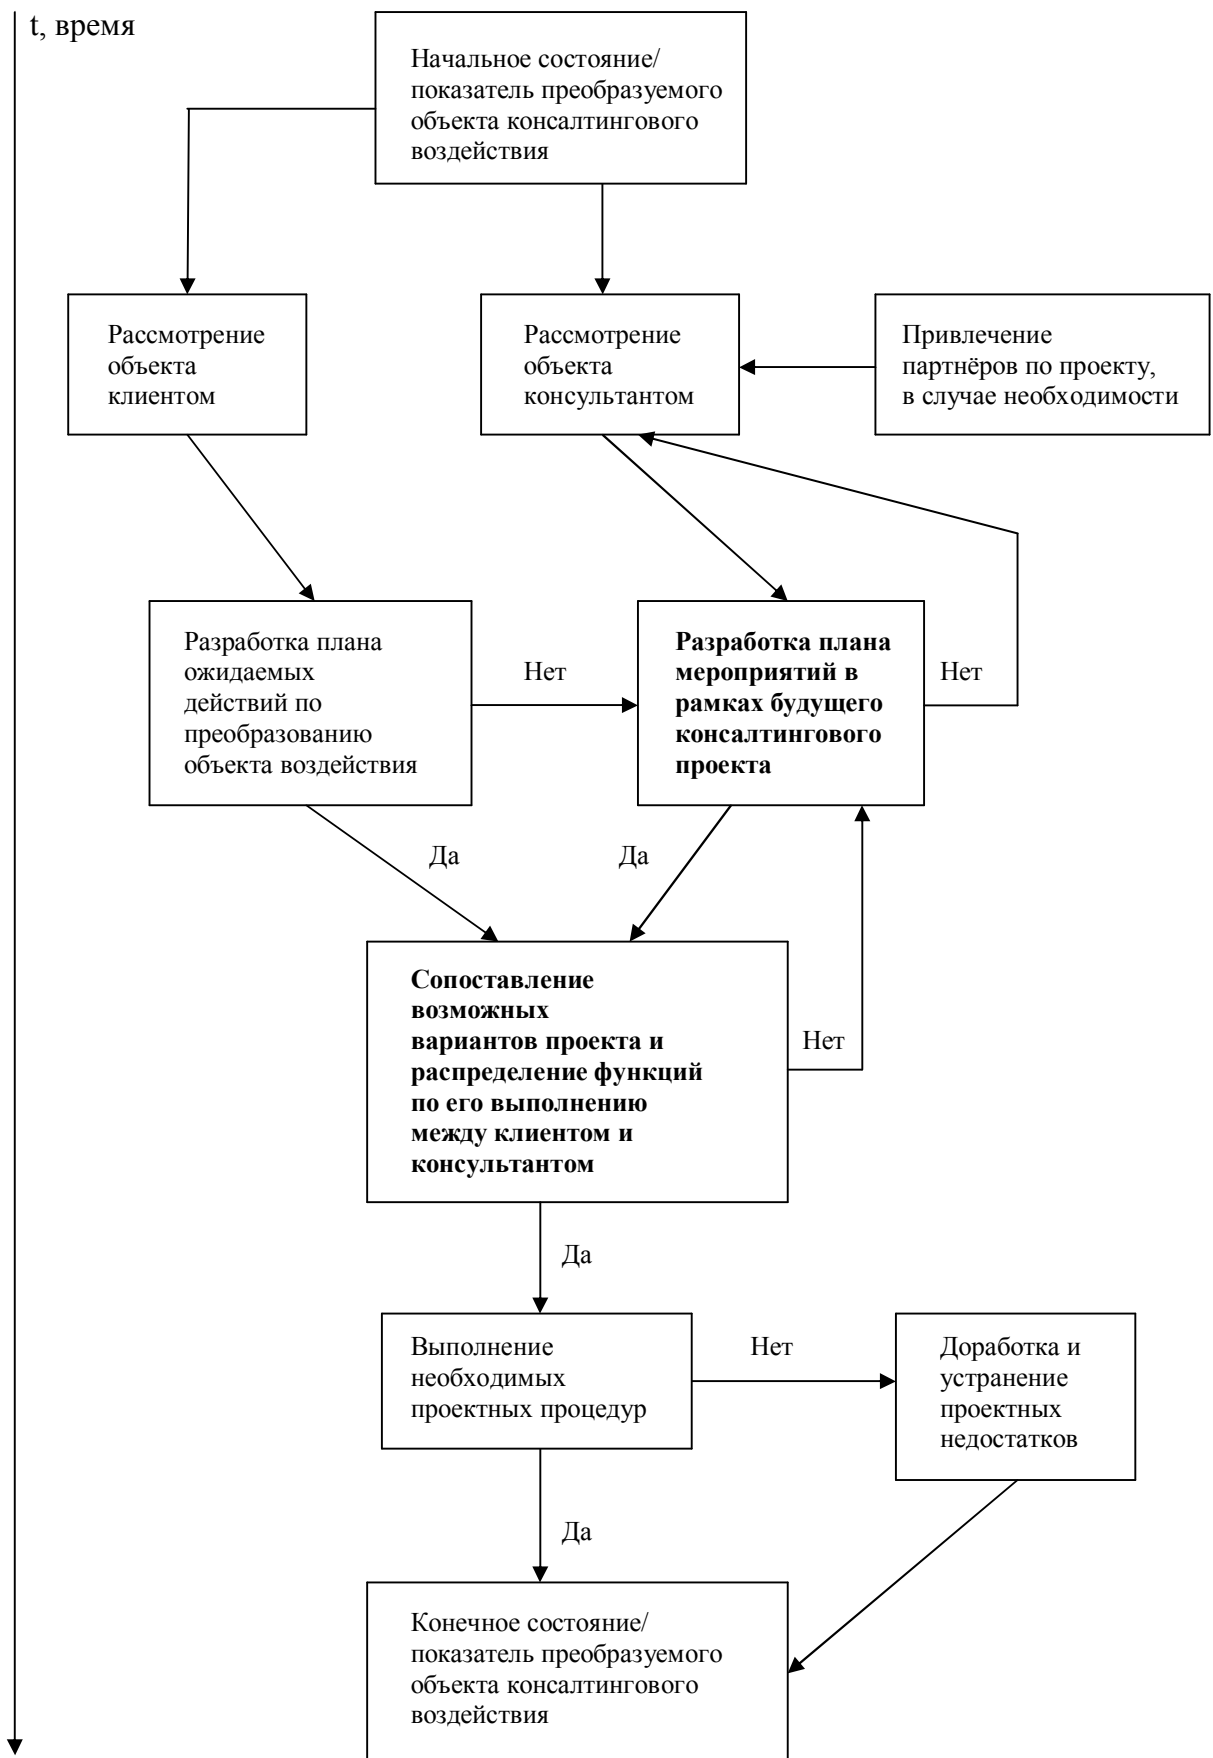 t, время
Начальное состояние/
показатель преобразуемого
объекта консалтингового
воздействия
Рассмотрение
объекта
клиентом
Рассмотрение
объекта
консультантом
Привлечение
партнёров по проекту,
в случае необходимости
Разработка плана
ожидаемых
действий по
преобразованию
объекта воздействия
Нет
Разработка плана
мероприятий в
рамках будущего
консалтингового
проекта
Нет
Да
Да
Сопоставление
возможных
вариантов проекта и
распределение функций
по его выполнению
между клиентом и
консультантом
Нет
Да
Выполнение
необходимых
проектных процедур
Нет
Доработка и
устранение
проектных
недостатков
Да
Конечное состояние/
показатель преобразуемого
объекта консалтингового
воздействия